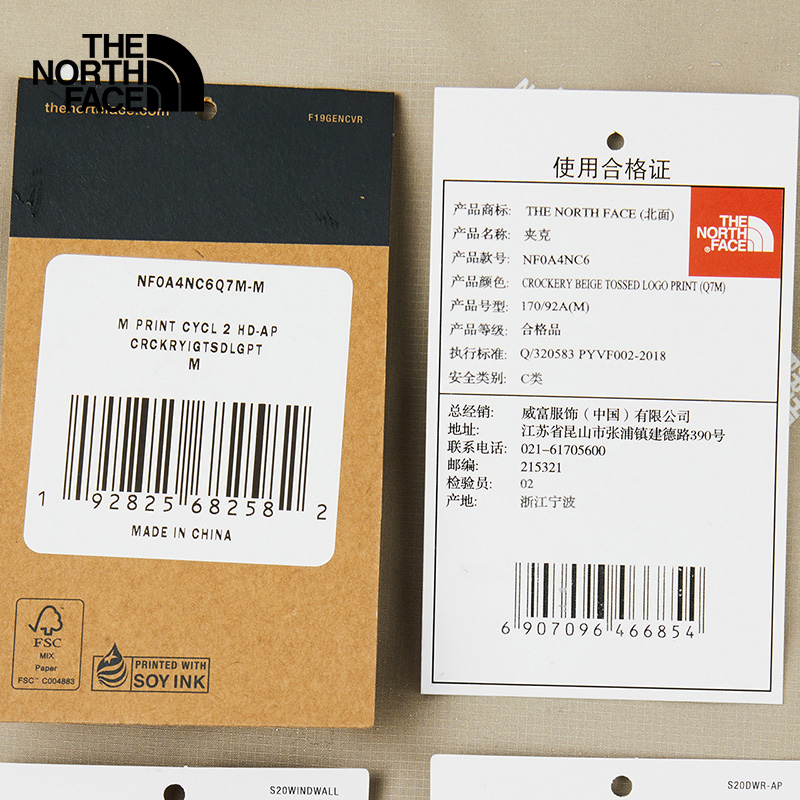 THE
NORTH
FACE
thenorthface.com
F19GENCVR
NF0A4NC6Q7M-M
M PRINT CYCL 2 HD-AP
CRCKRYIGTSDLGPT
M
1 92825 68258 2
MADE IN CHINA
FSC
MIX
Paper
FSC™ C004883
PRINTED WITH
SOY INK
使用合格证
产品商标: THE NORTH FACE (北面)
产品名称: 夹克
产品款号: NF0A4NC6
产品颜色: CROCKERY BEIGE TOSSED LOGO PRINT (Q7M)
产品号型: 170/92A(M)
产品等级: 合格品
执行标准: Q/320583 PYVF002-2018
安全类别: C类
THE
NORTH
FACE®
总经销: 威富服饰(中国)有限公司
地址: 江苏省昆山市张浦镇建德路390号
联系电话: 021-61705600
邮编: 215321
检验员: 02
产地: 浙江宁波
6 907096 466854
S20WINDWALL
S20DWR-AP